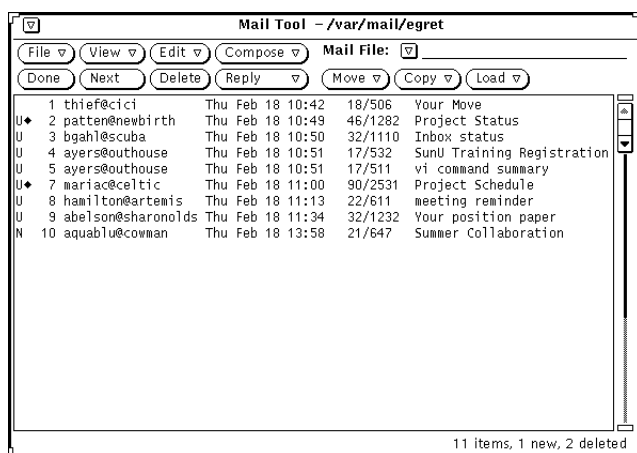 Mail Tool – /var/mail/egret
File View Edit Compose Mail File:
Done Next Delete Reply Move Copy Load
1 thief@cici Thu Feb 18 10:42 18/506 Your Move
U◆ 2 patten@newbirth Thu Feb 18 10:49 46/1282 Project Status
U 3 bgahl@scuba Thu Feb 18 10:50 32/1110 Inbox status
U 4 ayers@outhouse Thu Feb 18 10:51 17/532 SunU Training Registration
U 5 ayers@outhouse Thu Feb 18 10:51 17/511 vi command summary
U◆ 7 mariac@celtic Thu Feb 18 11:00 90/2531 Project Schedule
U 8 hamilton@artemis Thu Feb 18 11:13 22/611 meeting reminder
U 9 abelson@sharonolds Thu Feb 18 11:34 32/1232 Your position paper
N 10 aquablu@cowman Thu Feb 18 13:58 21/647 Summer Collaboration
11 items, 1 new, 2 deleted